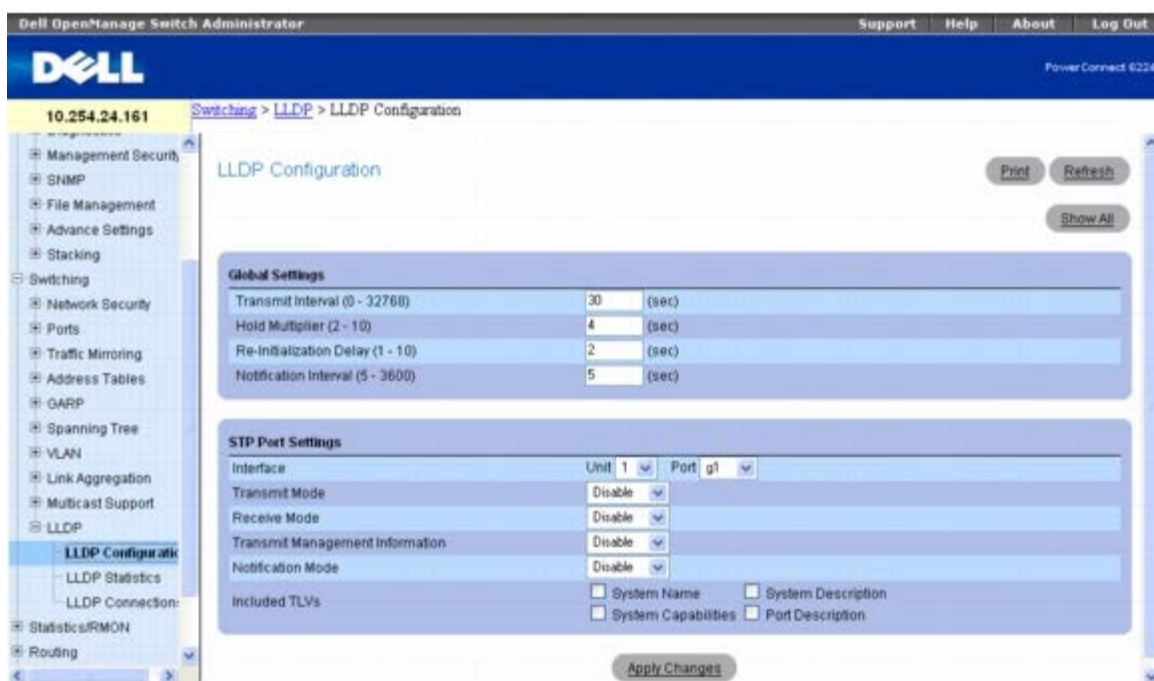 Dell OpenManage Switch Administrator Support Help About Log Out
DELL
PowerConnect 6224
10.254.24.161
Switching > LLDP > LLDP Configuration
Management Security
SNMP
File Management
Advance Settings
Stacking
Switching
Network Security
Ports
Traffic Mirroring
Address Tables
GARP
Spanning Tree
VLAN
Link Aggregation
Multicast Support
LLDP
LLDP Configuratio
LLDP Statistics
LLDP Connections
Statistics/RMON
Routing
LLDP Configuration
Print Refresh
Show All
Global Settings
Transmit Interval (0 - 32768) 30 (sec)
Hold Multiplier (2 - 10) 4 (sec)
Re-Initialization Delay (1 - 10) 2 (sec)
Notification Interval (5 - 3600) 5 (sec)
STP Port Settings
Interface Unit 1 Port g1
Transmit Mode Disable
Receive Mode Disable
Transmit Management Information Disable
Notification Mode Disable
Included TLVs
System Name System Description
System Capabilities Port Description
Apply Changes